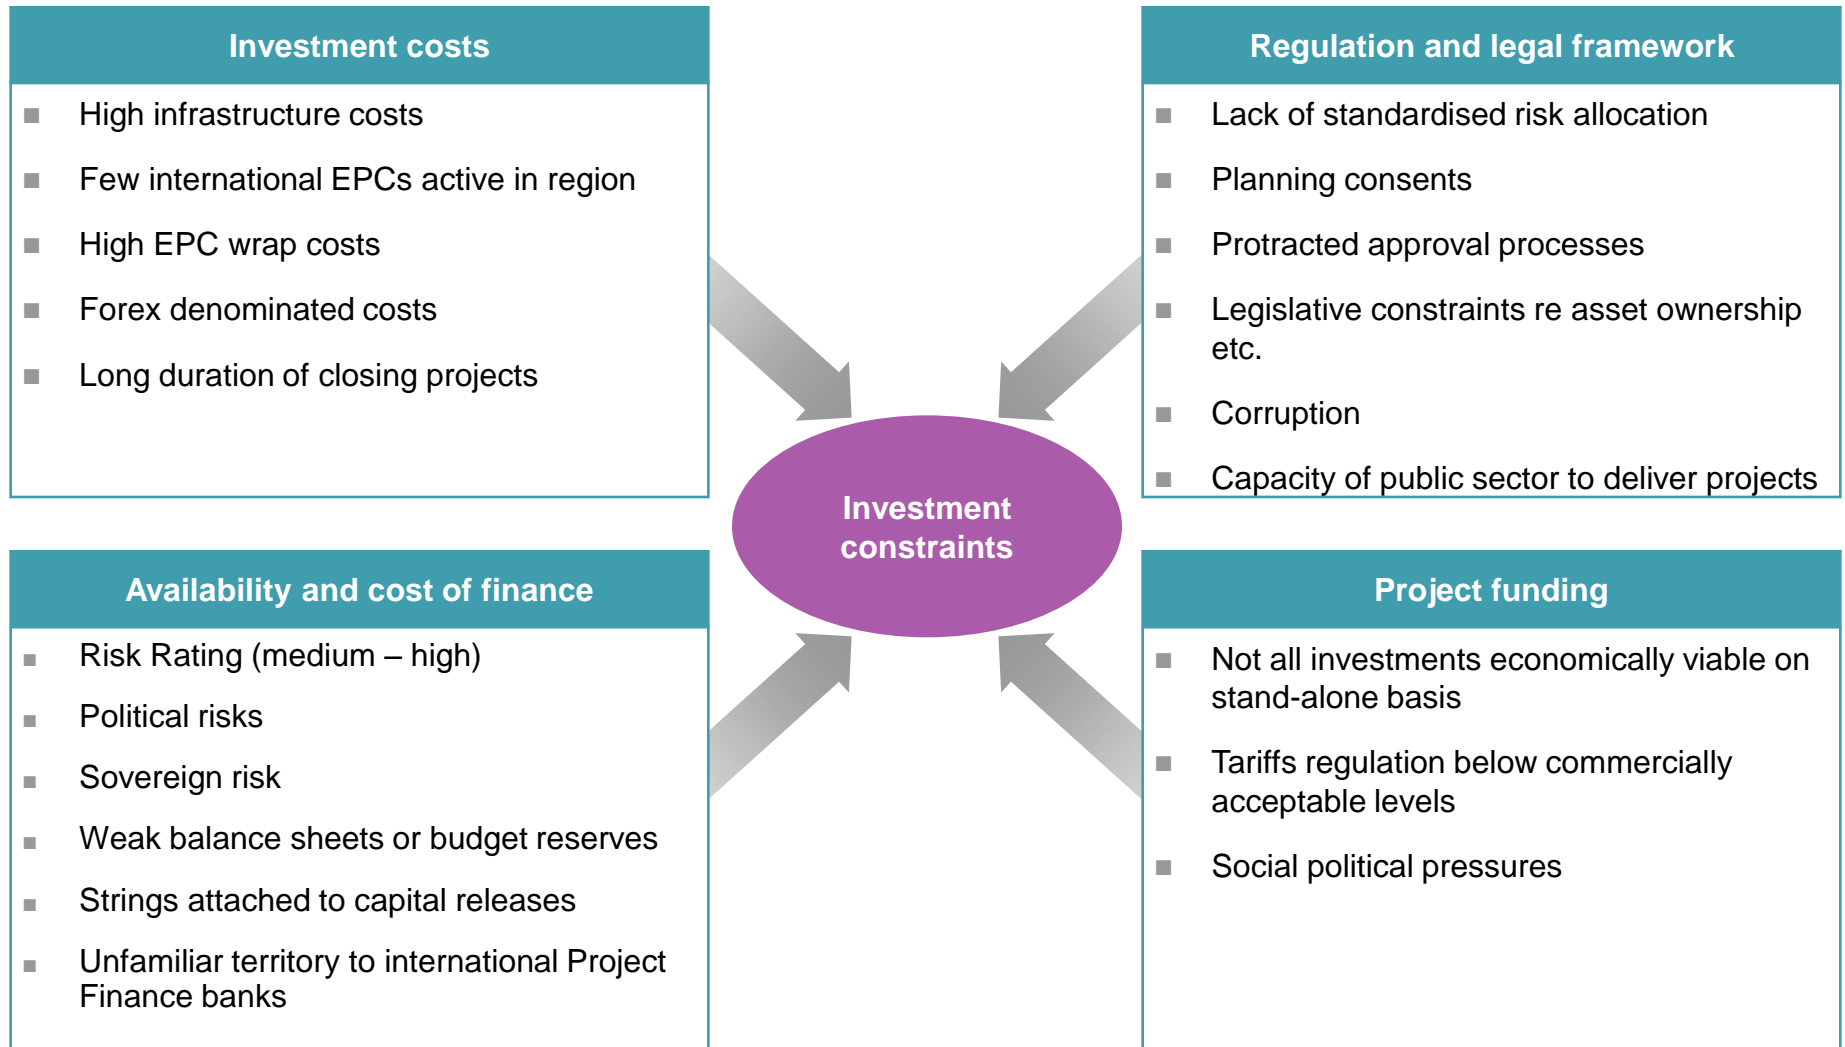 Investment costs
High infrastructure costs
Few international EPCs active in region
High EPC wrap costs
Forex denominated costs
Long duration of closing projects
Regulation and legal framework
Lack of standardised risk allocation
Planning consents
Protracted approval processes
Legislative constraints re asset ownership
etc.
Corruption
Capacity of public sector to deliver projects
Investment
constraints
Availability and cost of finance
Risk Rating (medium – high)
Political risks
Sovereign risk
Weak balance sheets or budget reserves
Strings attached to capital releases
Unfamiliar territory to international Project
Finance banks
Project funding
Not all investments economically viable on
stand-alone basis
Tariffs regulation below commercially
acceptable levels
Social political pressures